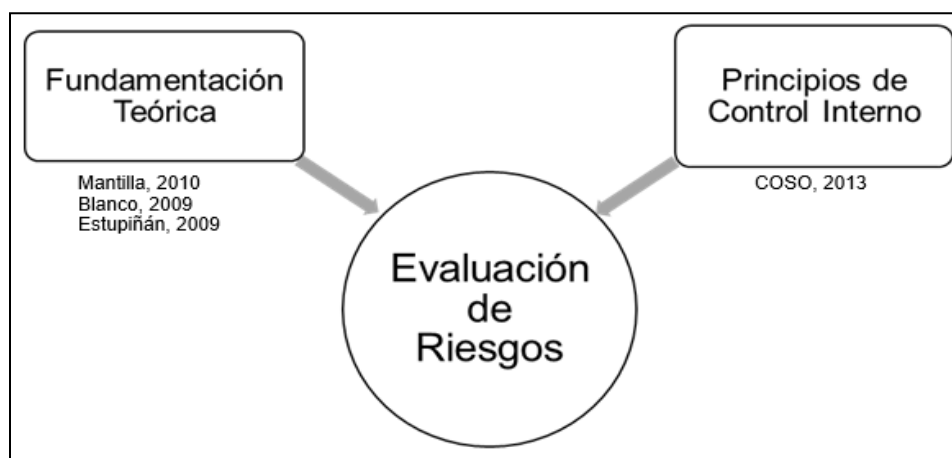 Fundamentación
Teórica
Mantilla, 2010
Blanco, 2009
Estupiñán, 2009
Principios de
Control Interno
COSO, 2013
Evaluación
de
Riesgos